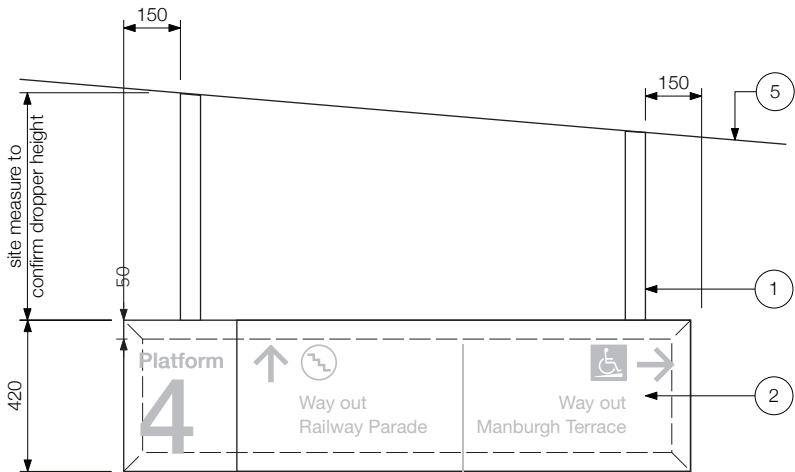 150
150
5
site measure to
confirm dropper height
50
1
420
Platform
4
Way out
Railway Parade
Way out
Manburgh Terrace
2